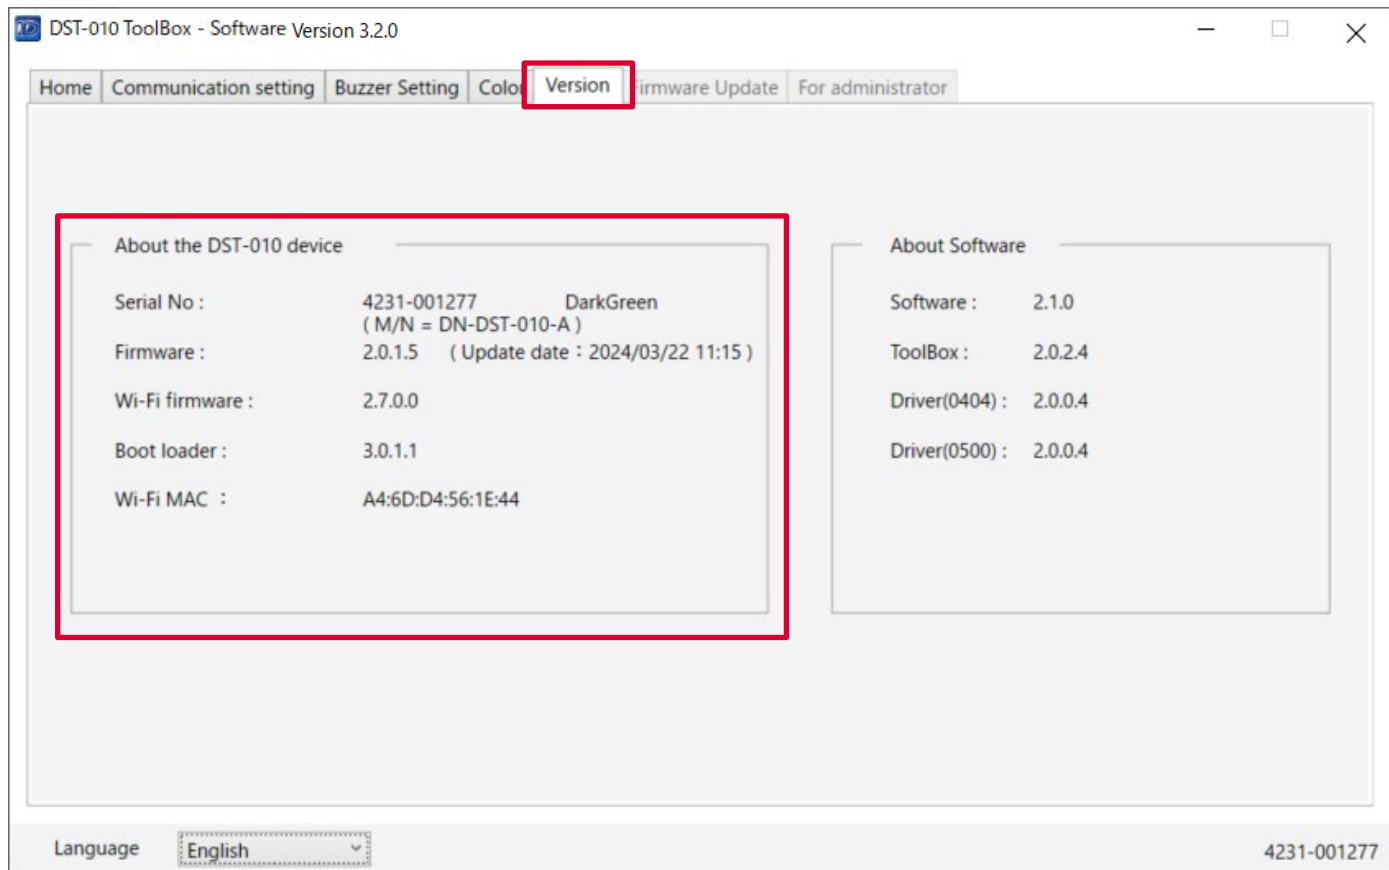 DST-010 ToolBox - Software Version 3.2.0
Home Communication setting Buzzer Setting Color Version Firmware Update For administrator
About the DST-010 device
Serial No : 4231-001277 DarkGreen
( M/N = DN-DST-010-A )
Firmware : 2.0.1.5 ( Update date：2024/03/22 11:15 )
Wi-Fi firmware : 2.7.0.0
Boot loader : 3.0.1.1
Wi-Fi MAC ： A4:6D:D4:56:1E:44
About Software
Software : 2.1.0
ToolBox : 2.0.2.4
Driver(0404) : 2.0.0.4
Driver(0500) : 2.0.0.4
Language English 4231-001277